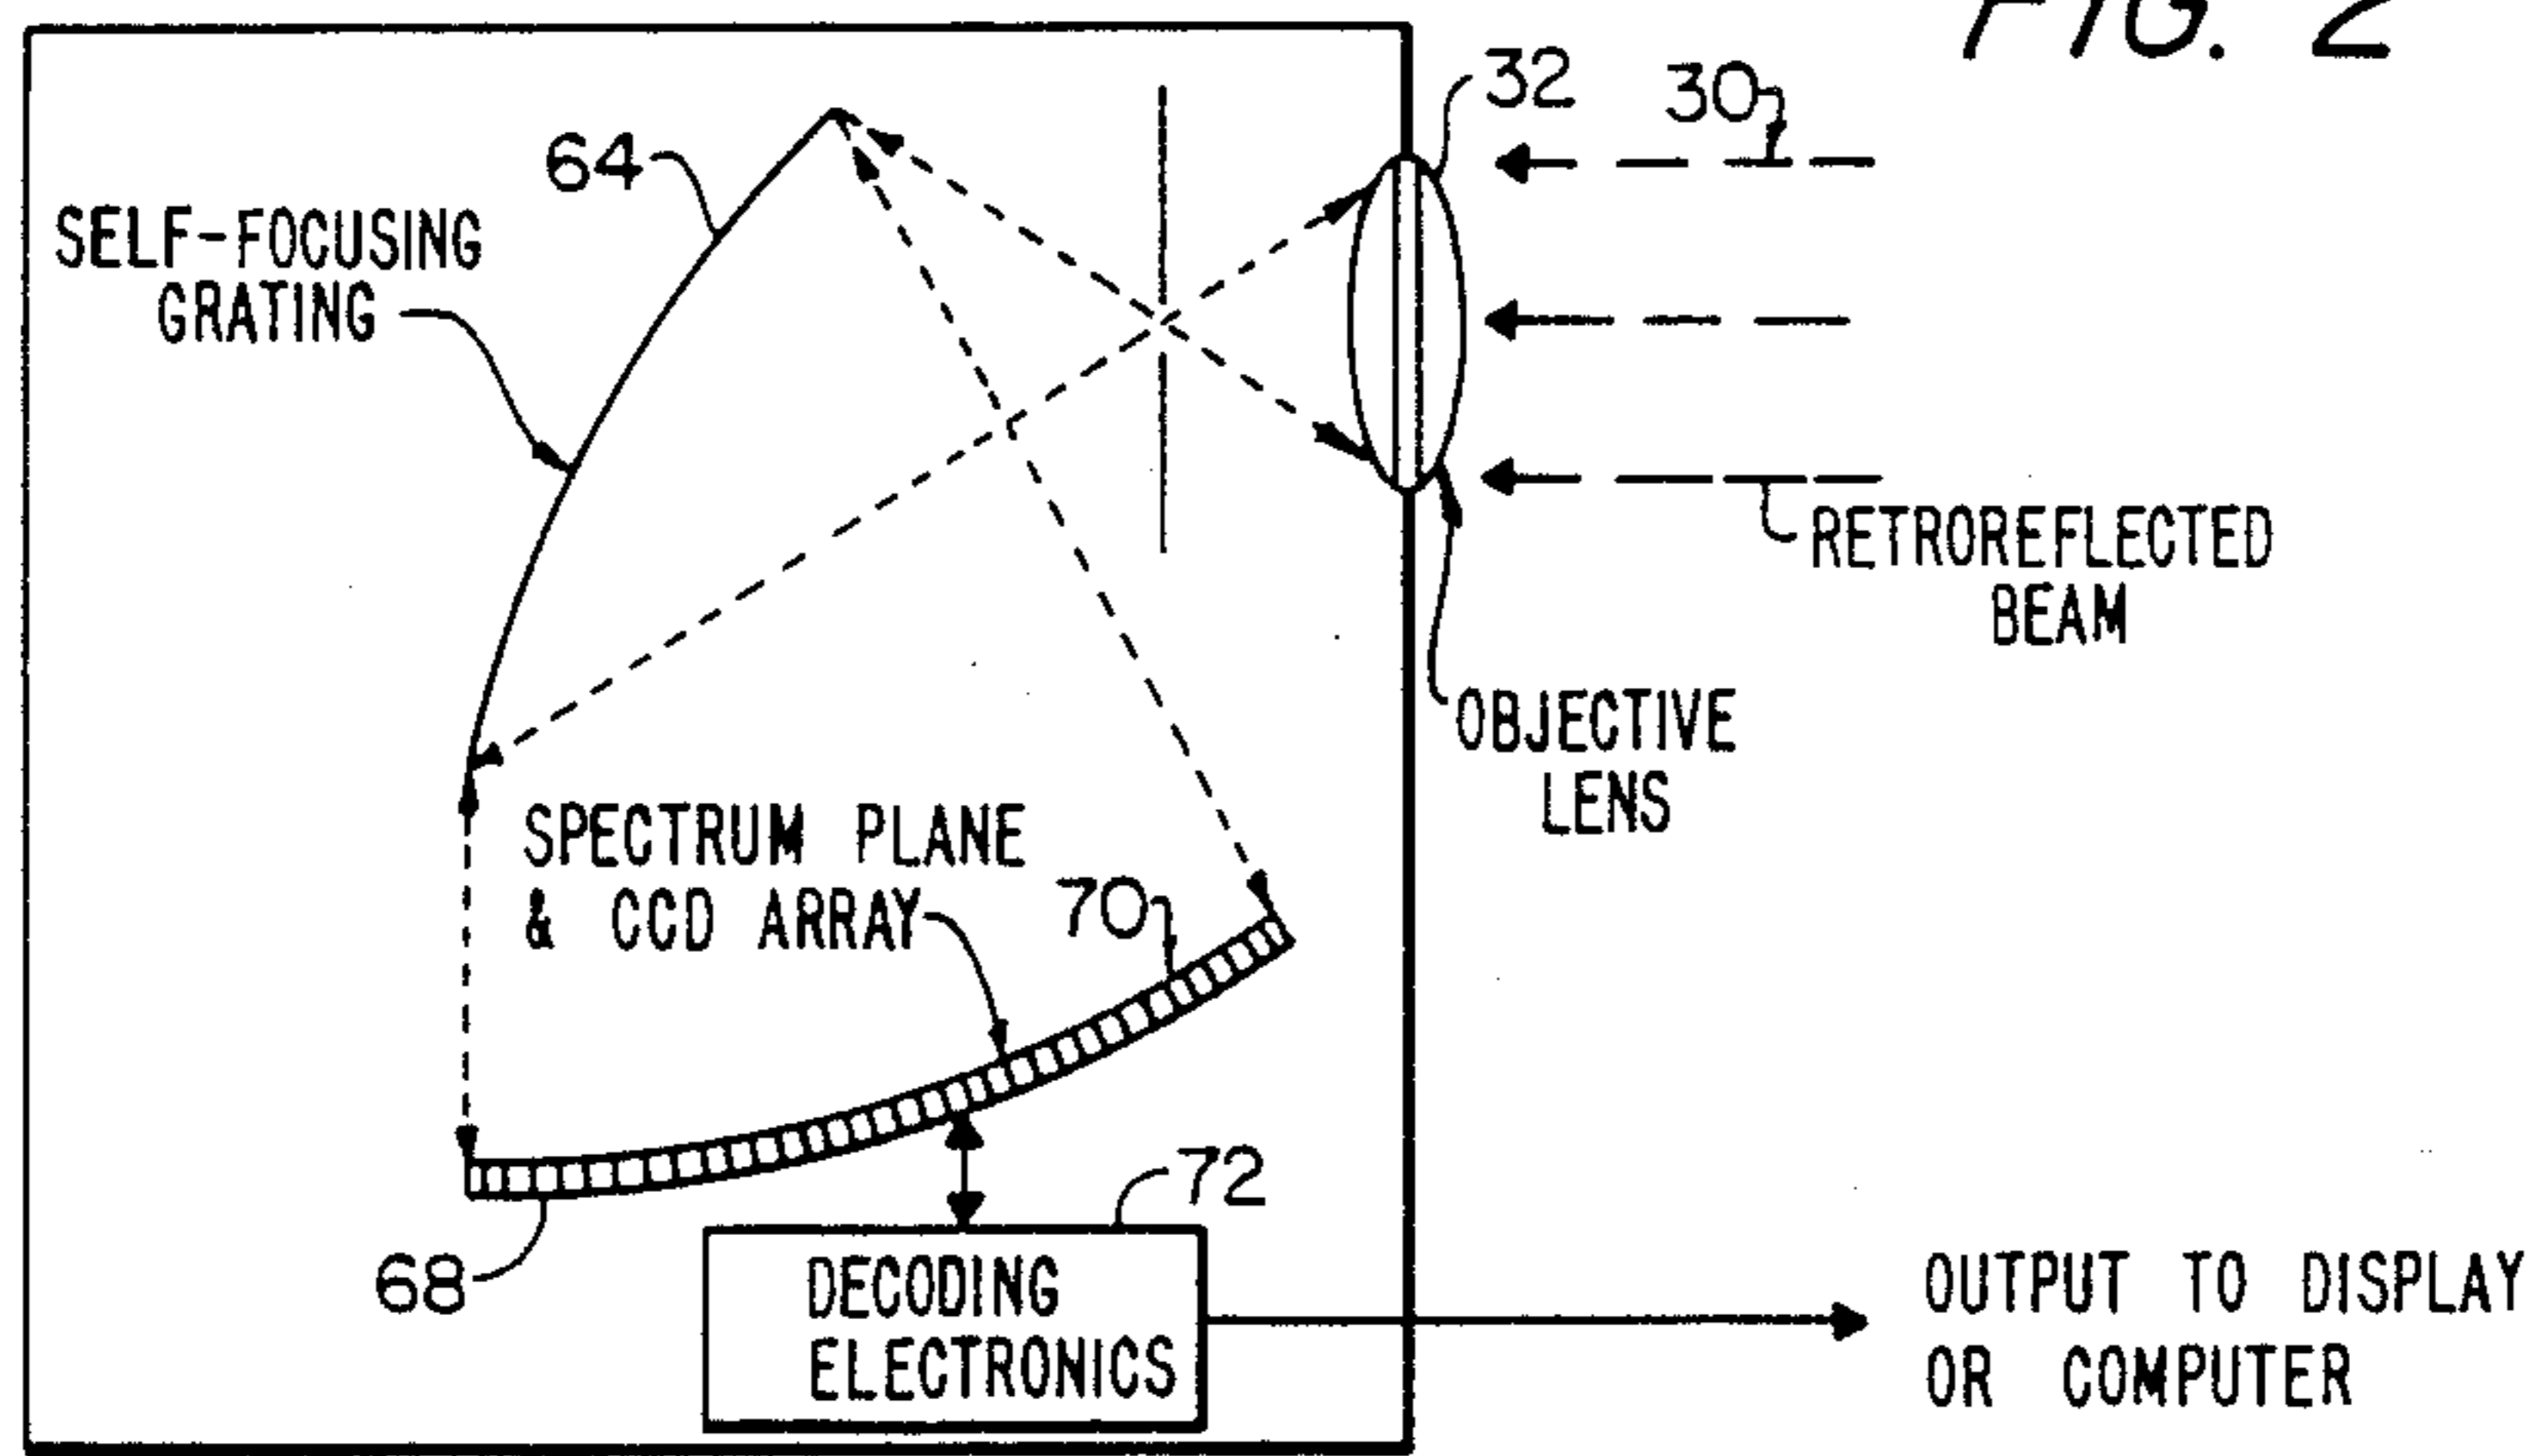 FIG. 2
32
30
64
SELF-FOCUSING
GRATING
RETROREFLECTED
BEAM
OBJECTIVE
LENS
SPECTRUM PLANE
& CCD ARRAY
70
72
68
DECODING
ELECTRONICS
OUTPUT TO DISPLAY
OR COMPUTER